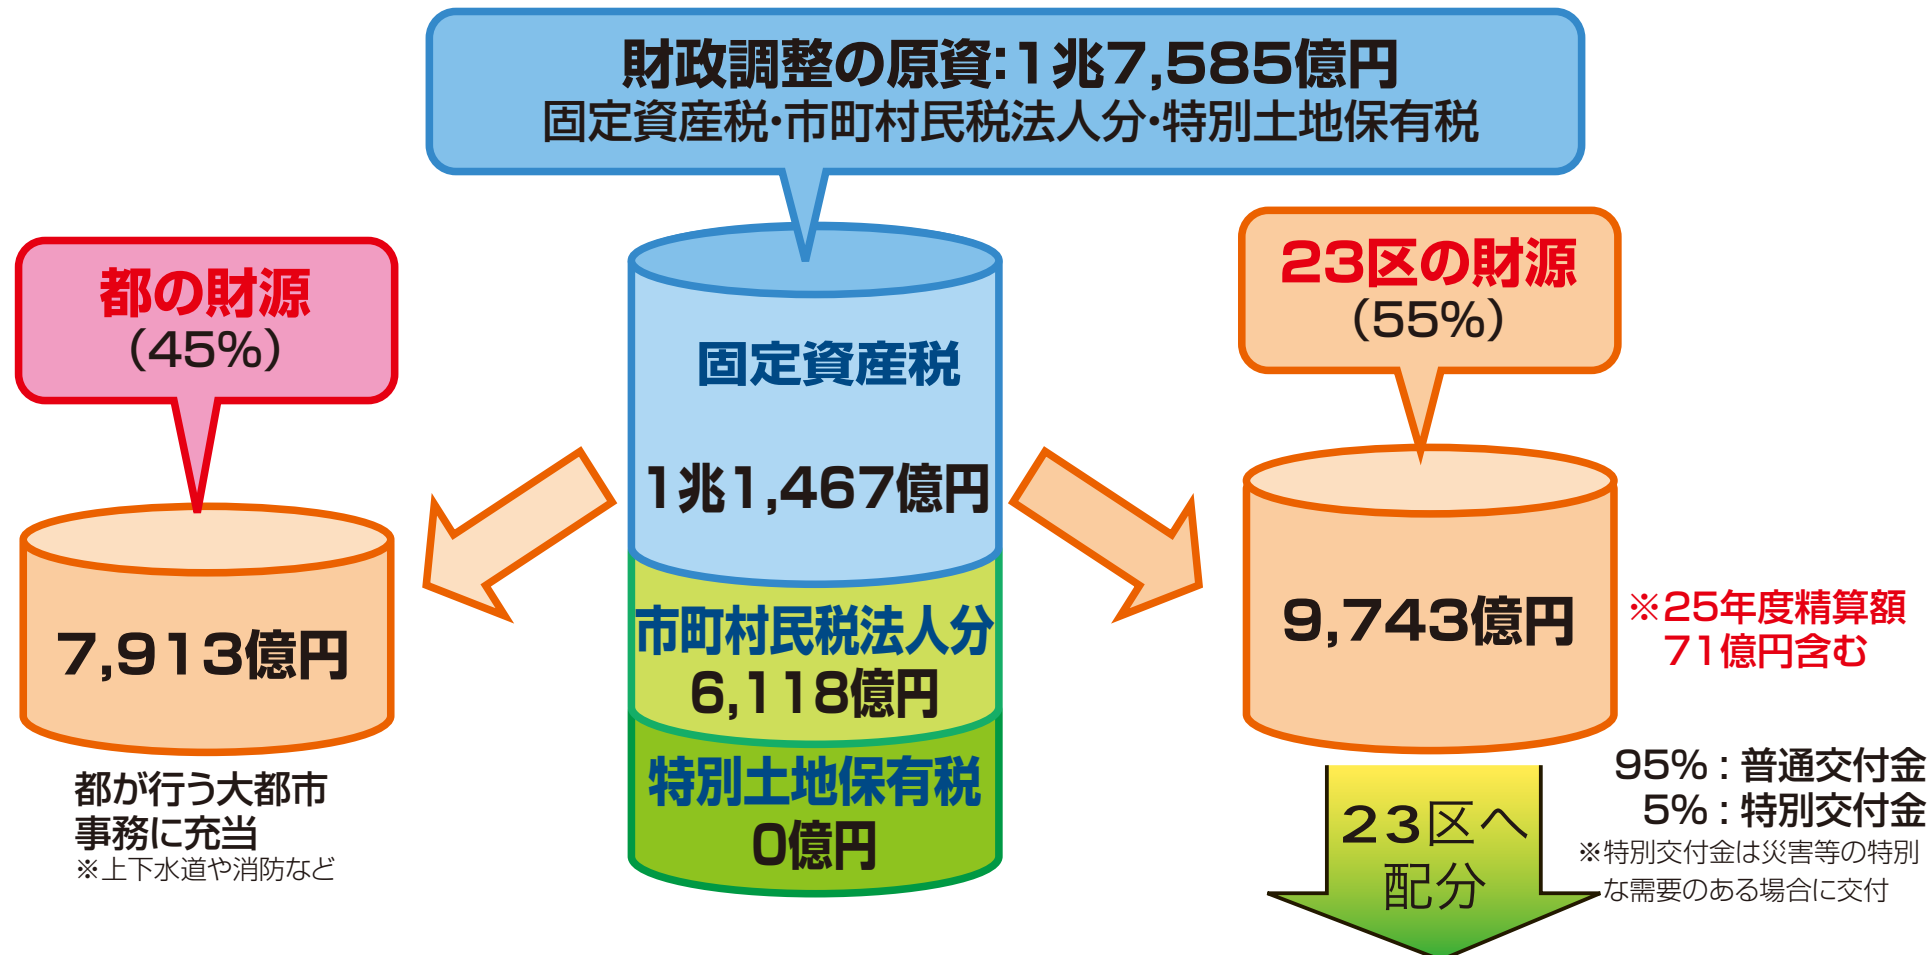 財政調整の原資:1兆7,585億円
固定資産税・市町村民税法人分・特別土地保有税
都の財源
(45%)
7,913億円
都が行う大都市
事務に充当
※上下水道や消防など
固定資産税
1兆1,467億円
市町村民税法人分
6,118億円
特別土地保有税
0億円
23区の財源
(55%)
9,743億円
※25年度精算額
71億円含む
95%:普通交付金
5%:特別交付金
※特別交付金は災害等の特別
な需要のある場合に交付
23区へ
配分